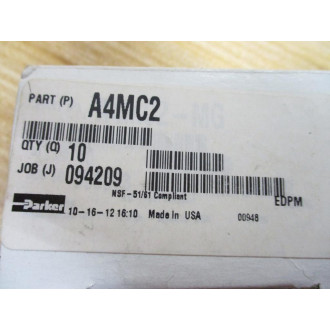 PART (P) A4MC2
QTY (Q) 10
JOB (J) 094209
NSF-51/61 Compliant
EDPM
Parker
10-16-12 16:10 Made In USA
00945